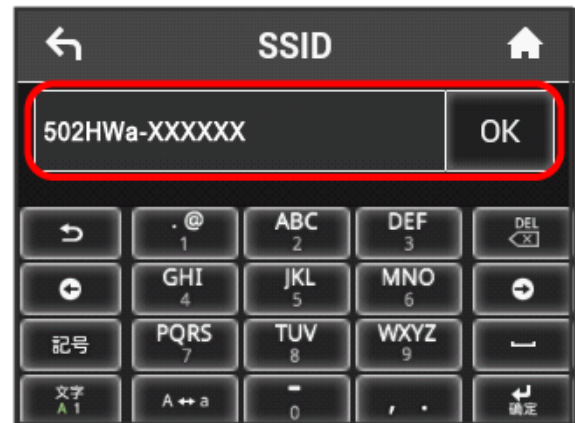 SSID
502HWa-XXXXXX OK
. @ ABC DEF DEL
1 2 3
GHI JKL MNO
4 5 6
記号 PQRS TUV WXYZ
7 8 9
文字 A ↔ a - , . 確定
A 1 0